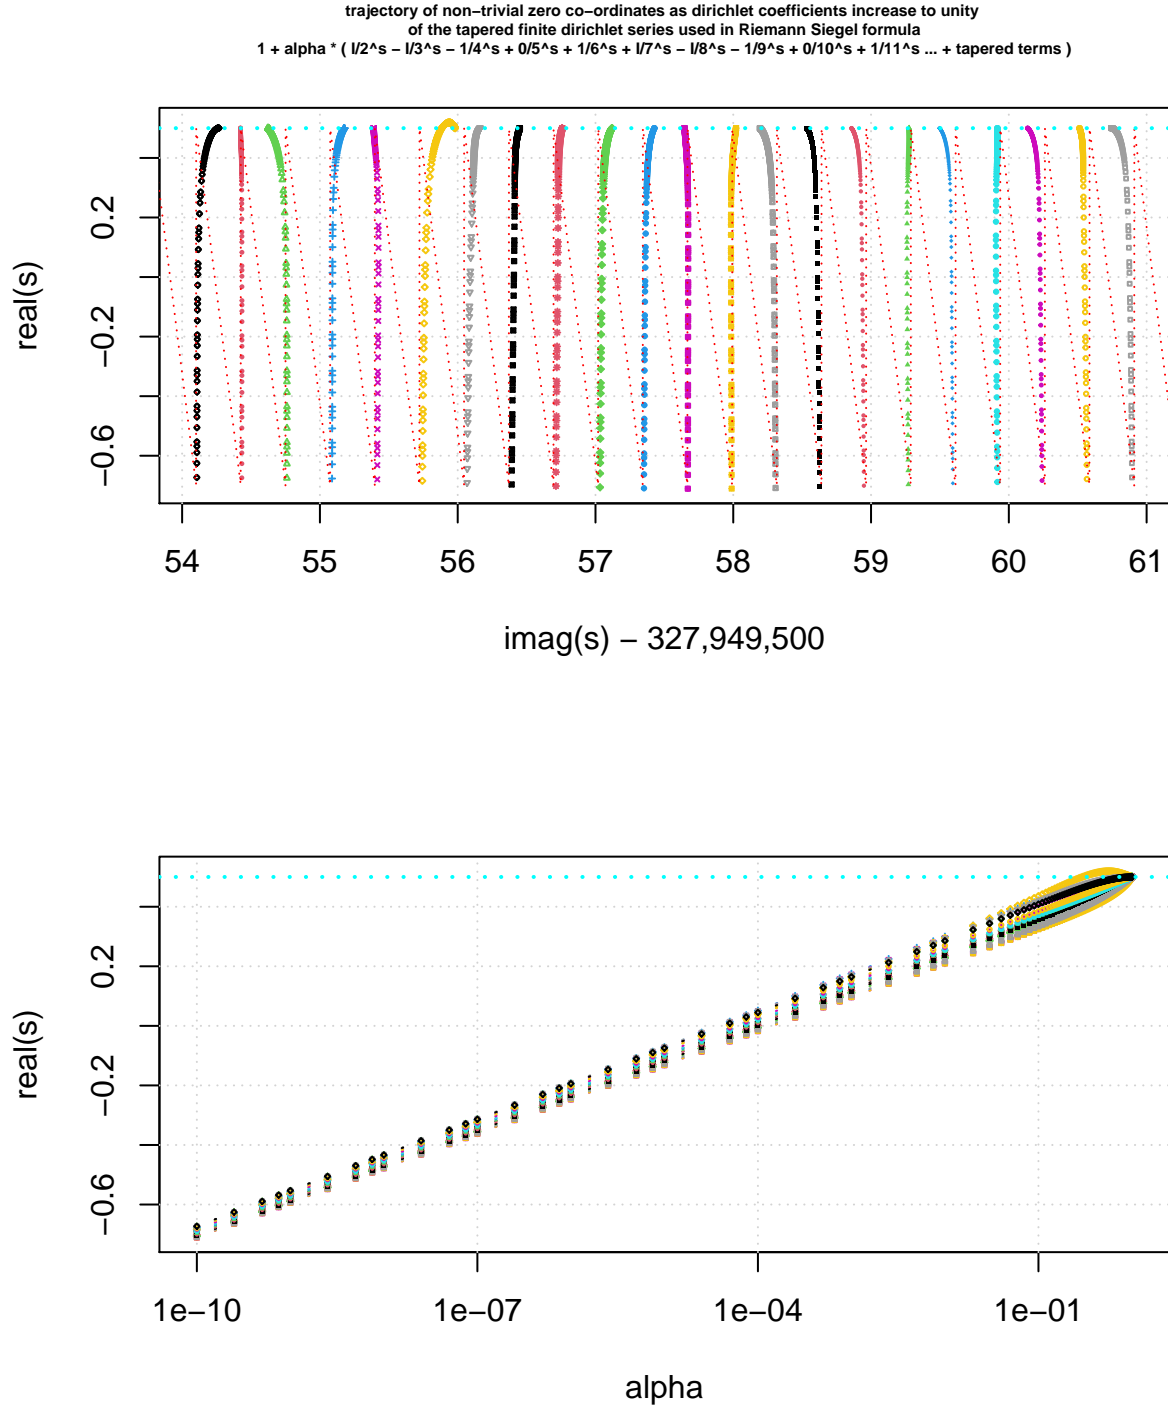 trajectory of non−trivial zero co−ordinates as dirichlet coefficients increase to unity
of the tapered finite dirichlet series used in Riemann Siegel formula
1 + alpha * ( I/2^s − I/3^s − 1/4^s + 0/5^s + 1/6^s + I/7^s − I/8^s − 1/9^s + 0/10^s + 1/11^s ... + tapered terms )
real(s)
0.2
−0.2
−0.6
54 55 56 57 58 59 60 61
imag(s) − 327,949,500
real(s)
0.2
−0.2
−0.6
1e−10 1e−07 1e−04 1e−01
alpha